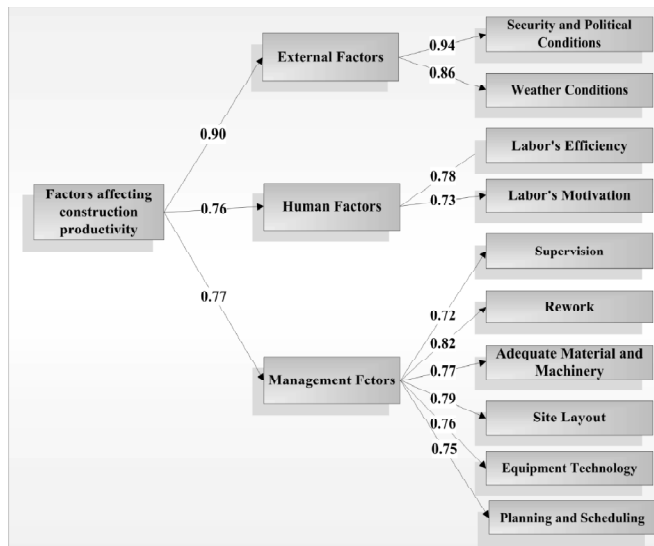 Security and Political
Conditions
0.94
External Factors
0.86
Weather Conditions
0.90
Labor's Efficiency
0.78
Factors affecting
construction
productivity
0.76
Human Factors
0.73
Labor's Motivation
Supervision
0.77
0.72
Rework
0.82
Adequate Material and
Machinery
0.77
Management Fctors
0.79
Site Layout
0.76
0.75
Equipment Technology
Planning and Scheduling